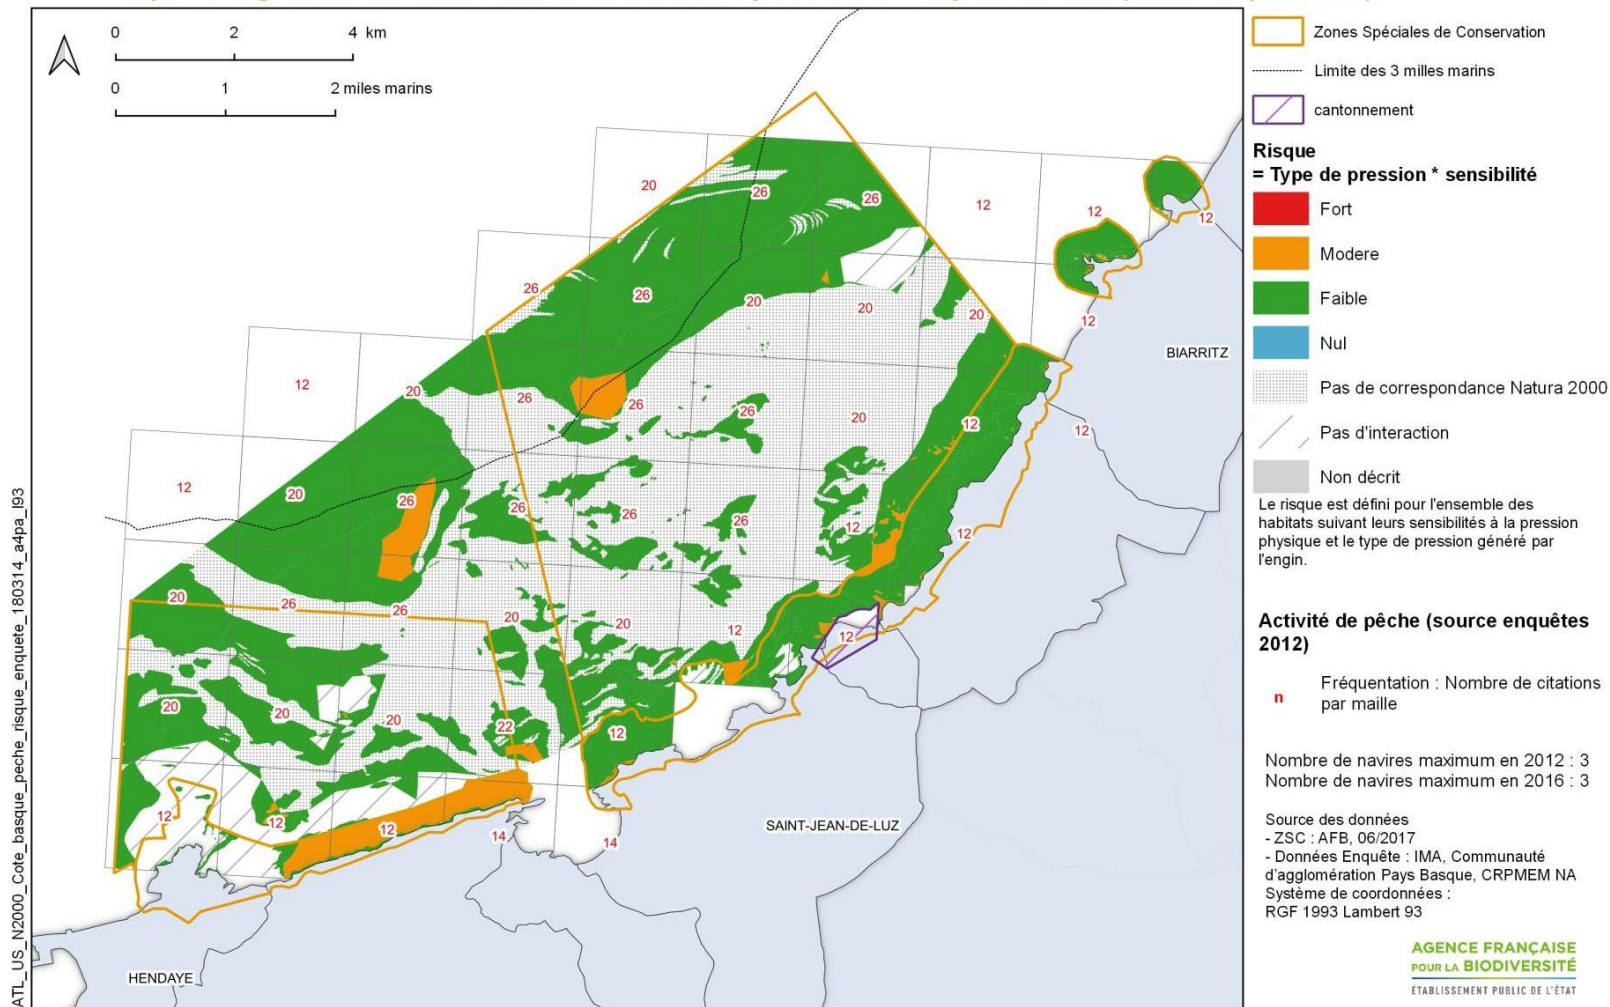 0 2 4 km
0 1 2 miles marins
20
26
26
12
12
12
26
26
20
20
20
12
12
20
26
26
26
20
12
12
BIARRITZ
12
20
26
26
26
26
12
12
20
26
26
20
20
12
12
20
20
20
22
12
12
12
12
14
14
SAINT-JEAN-DE-LUZ
HENDAYE
ATL_US_N2000_Cote_basque_peche_risque_enquete_180314_a4pa_l93
Zones Spéciales de Conservation
Limite des 3 milles marins
cantonnement
Risque
= Type de pression * sensibilité
Fort
Modere
Faible
Nul
Pas de correspondance Natura 2000
Pas d'interaction
Non décrit
Le risque est défini pour l'ensemble des
habitats suivant leurs sensibilités à la pression
physique et le type de pression généré par
l'engin.
Activité de pêche (source enquêtes
2012)
n Fréquentation : Nombre de citations
par maille
Nombre de navires maximum en 2012 : 3
Nombre de navires maximum en 2016 : 3
Source des données
- ZSC : AFB, 06/2017
- Données Enquête : IMA, Communauté
d'agglomération Pays Basque, CRPMEM NA
Système de coordonnées :
RGF 1993 Lambert 93
AGENCE FRANÇAISE
POUR LA BIODIVERSITÉ
ÉTABLISSEMENT PUBLIC DE L'ÉTAT